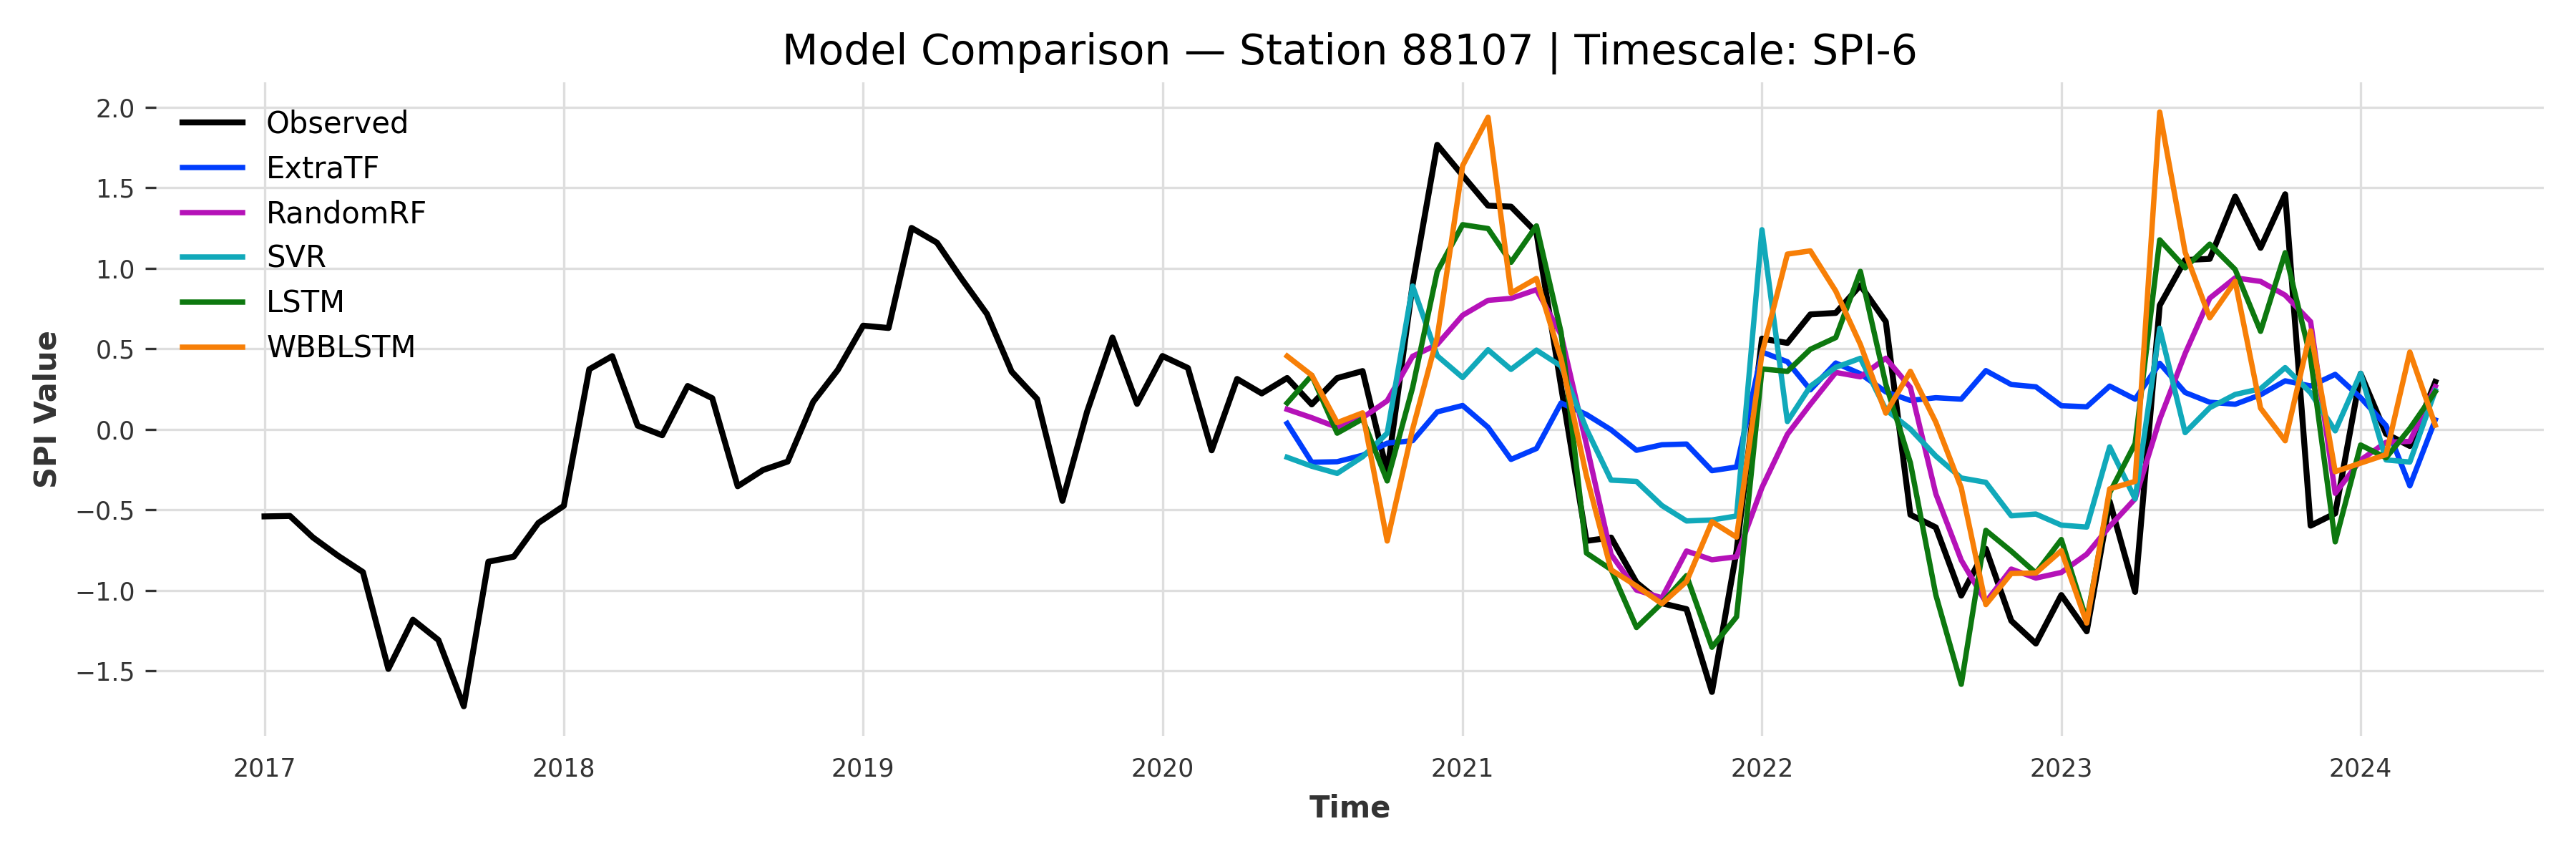 Model Comparison — Station 88107 | Timescale: SPI-6
SPI Value
2.0
1.5
1.0
0.5
0.0
−0.5
−1.0
−1.5
Observed
ExtraTF
RandomRF
SVR
LSTM
WBBLSTM
2017 2018 2019 2020 2021 2022 2023 2024
Time